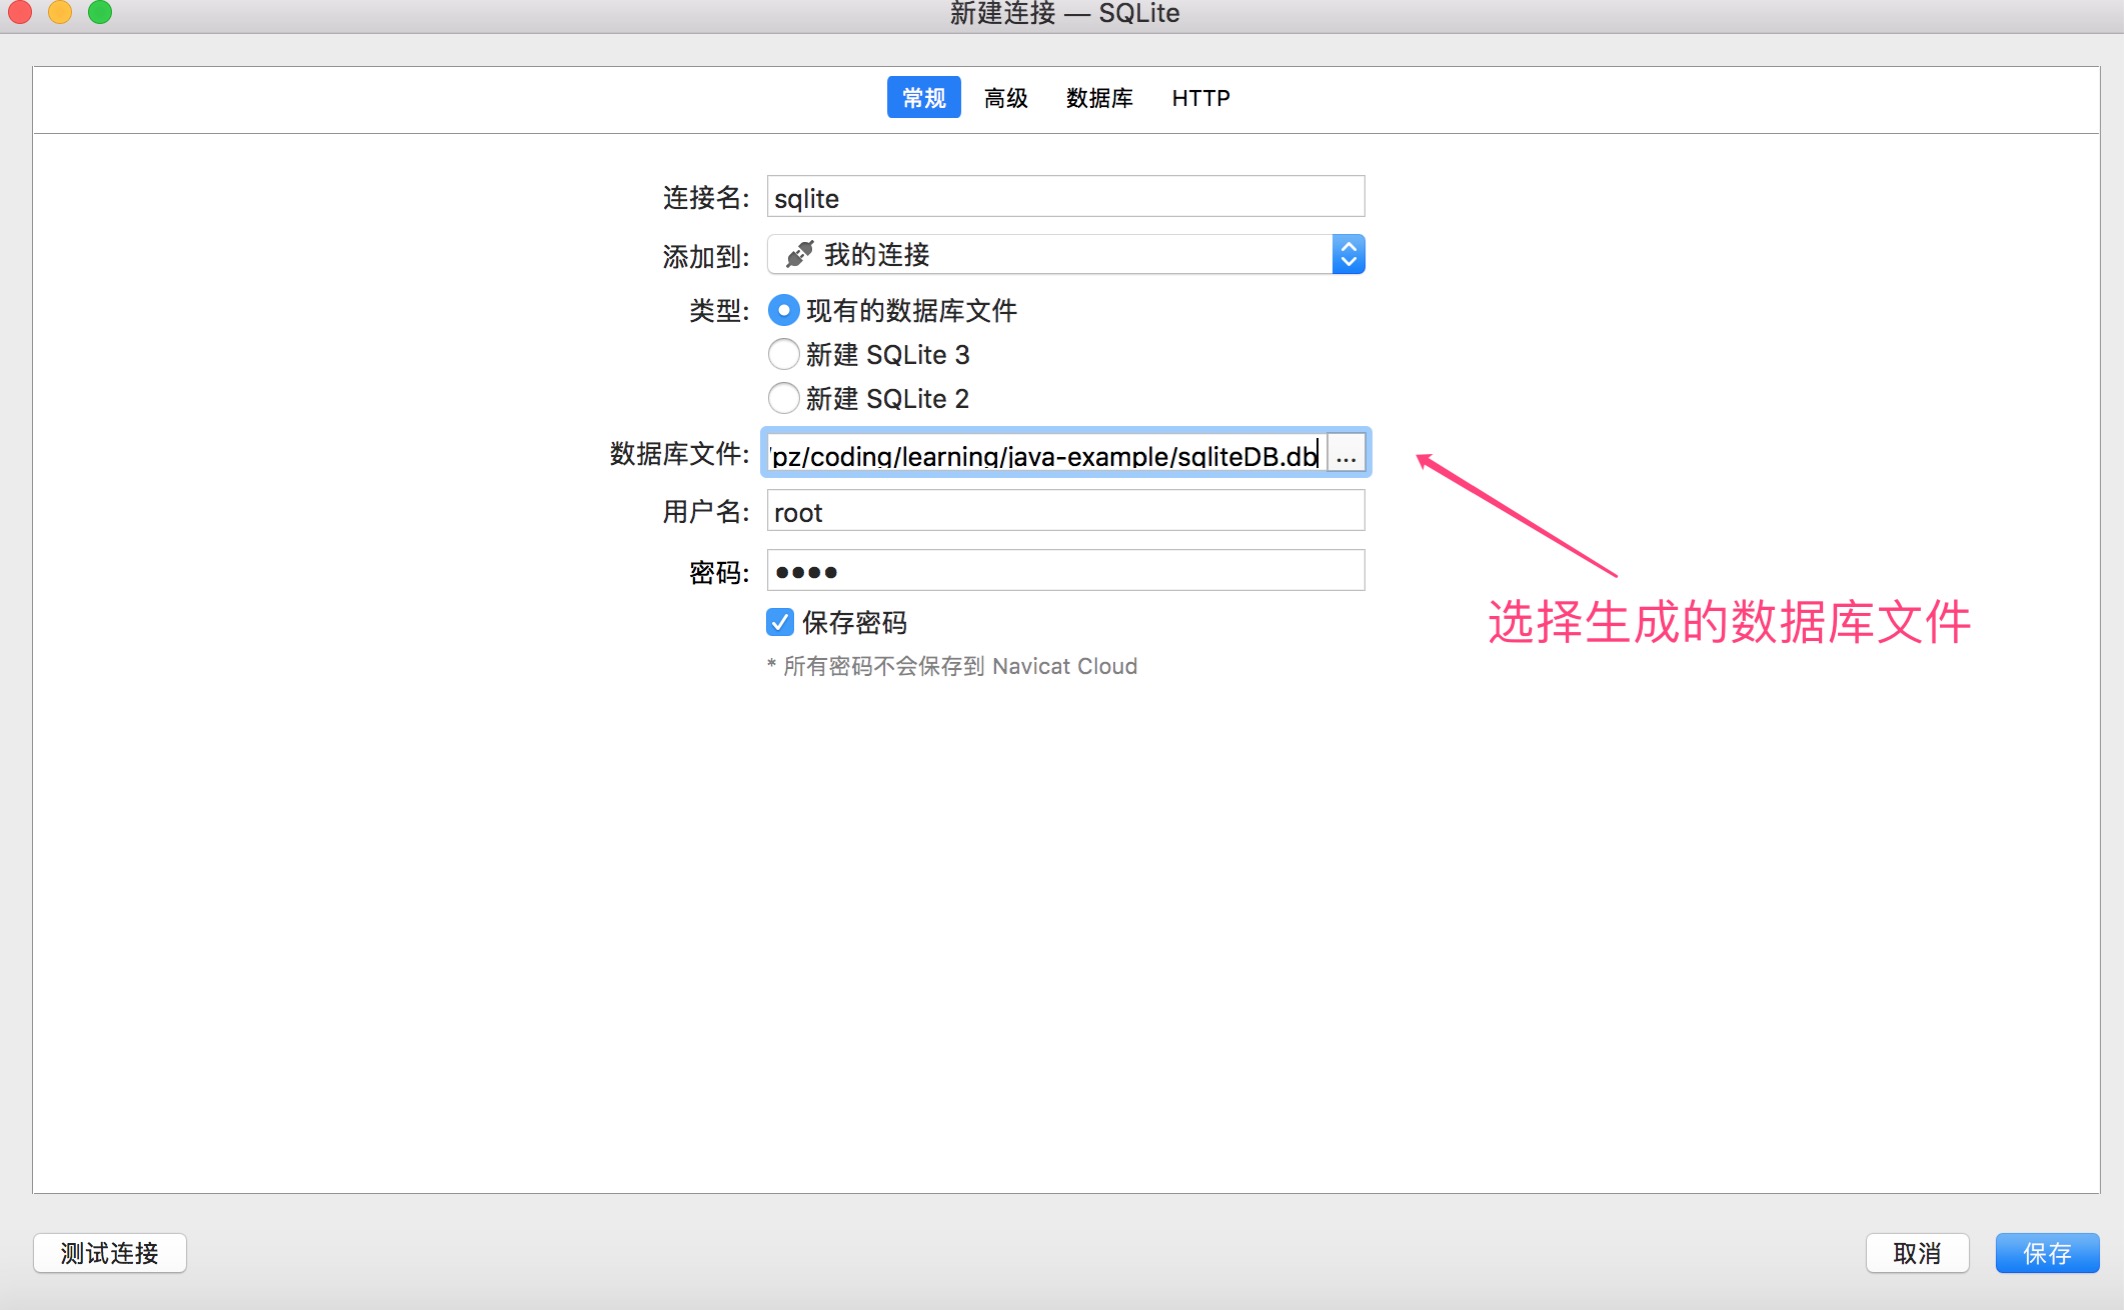 新建连接 — SQLite
常规 高级 数据库 HTTP
连接名: sqlite
添加到: 我的连接
类型: 现有的数据库文件
新建 SQLite 3
新建 SQLite 2
数据库文件: pz/coding/learning/java-example/sqliteDB.db ...
用户名: root
密码: ●●●●
保存密码
* 所有密码不会保存到 Navicat Cloud
选择生成的数据库文件
测试连接 取消 保存